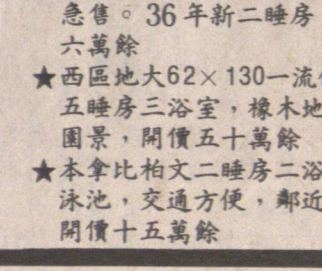 急售。36年新二睡房
六萬餘
★西區地大62×130一流
五睡房三浴室，橡木地
園景，開價五十萬餘
★本拿比柏文二睡房二浴
泳池，交通方便，鄰近
開價十五萬餘